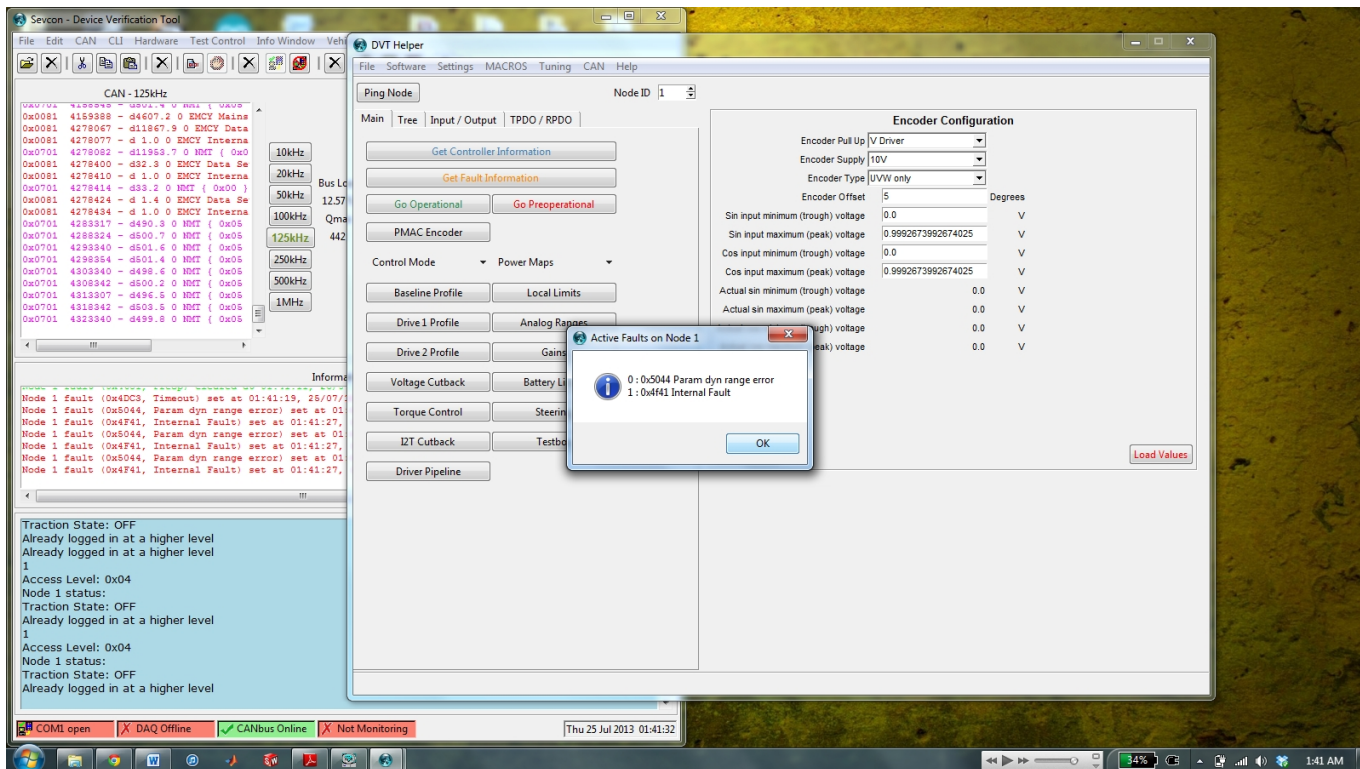 Sevcon - Device Verification Tool
File Edit CAN CLI Hardware Test Control Info Window Vehi
CAN - 125kHz
0x0081 4159388 - d4607.2 0 EMCY Mains
0x0081 4278067 - d11867.9 0 EMCY Data
0x0081 4278077 - d 1.0 0 EMCY Interna
0x0701 4278082 - d11953.7 0 NMT { 0x0
0x0081 4278400 - d32.3 0 EMCY Data Se
0x0081 4278410 - d 1.0 0 EMCY Interna
0x0701 4278414 - d33.2 0 NMT { 0x00 }
0x0081 4278424 - d 1.4 0 EMCY Data Se
0x0081 4278434 - d 1.0 0 EMCY Interna
0x0701 4283317 - d490.3 0 NMT { 0x05
0x0701 4288324 - d500.7 0 NMT { 0x05
0x0701 4293340 - d501.6 0 NMT { 0x05
0x0701 4298354 - d501.4 0 NMT { 0x05
0x0701 4303340 - d498.6 0 NMT { 0x05
0x0701 4308342 - d500.2 0 NMT { 0x05
0x0701 4313307 - d496.5 0 NMT { 0x05
0x0701 4318342 - d503.5 0 NMT { 0x05
0x0701 4323340 - d499.8 0 NMT { 0x05
10kHz
20kHz
50kHz
100kHz
125kHz
250kHz
500kHz
1MHz
Bus Lo
12.57
Qma
442
Informa
Node 1 fault (0x4DC3, Timeout) set at 01:41:19, 25/07/
Node 1 fault (0x5044, Param dyn range error) set at 01
Node 1 fault (0x4F41, Internal Fault) set at 01:41:27,
Node 1 fault (0x5044, Param dyn range error) set at 01
Node 1 fault (0x4F41, Internal Fault) set at 01:41:27,
Node 1 fault (0x5044, Param dyn range error) set at 01
Node 1 fault (0x4F41, Internal Fault) set at 01:41:27,
Traction State: OFF
Already logged in at a higher level
Already logged in at a higher level
1
Access Level: 0x04
Node 1 status:
Traction State: OFF
Already logged in at a higher level
1
Access Level: 0x04
Node 1 status:
Traction State: OFF
Already logged in at a higher level
COM1 open
DAQ Offline
CANbus Online
Not Monitoring
Thu 25 Jul 2013 01:41:32
DVT Helper
File Software Settings MACROS Tuning CAN Help
Ping Node
Node ID 1
Main Tree Input / Output TPDO / RPDO
Get Controller Information
Get Fault Information
Go Operational Go Preoperational
PMAC Encoder
Control Mode Power Maps
Baseline Profile Local Limits
Drive 1 Profile Analog Ranges
Drive 2 Profile Gains
Voltage Cutback Battery Li
Torque Control Steerin
I2T Cutback Testbo
Driver Pipeline
Encoder Configuration
Encoder Pull Up V Driver
Encoder Supply 10V
Encoder Type UVW only
Encoder Offset 5 Degrees
Sin input minimum (trough) voltage 0.0 V
Sin input maximum (peak) voltage 0.9992673992674025 V
Cos input minimum (trough) voltage 0.0 V
Cos input maximum (peak) voltage 0.9992673992674025 V
Actual sin minimum (trough) voltage 0.0 V
Actual sin maximum (peak) voltage 0.0 V
ugh) voltage 0.0 V
eak) voltage 0.0 V
Load Values
Active Faults on Node 1
0 : 0x5044 Param dyn range error
1 : 0x4f41 Internal Fault
OK
34%
1:41 AM